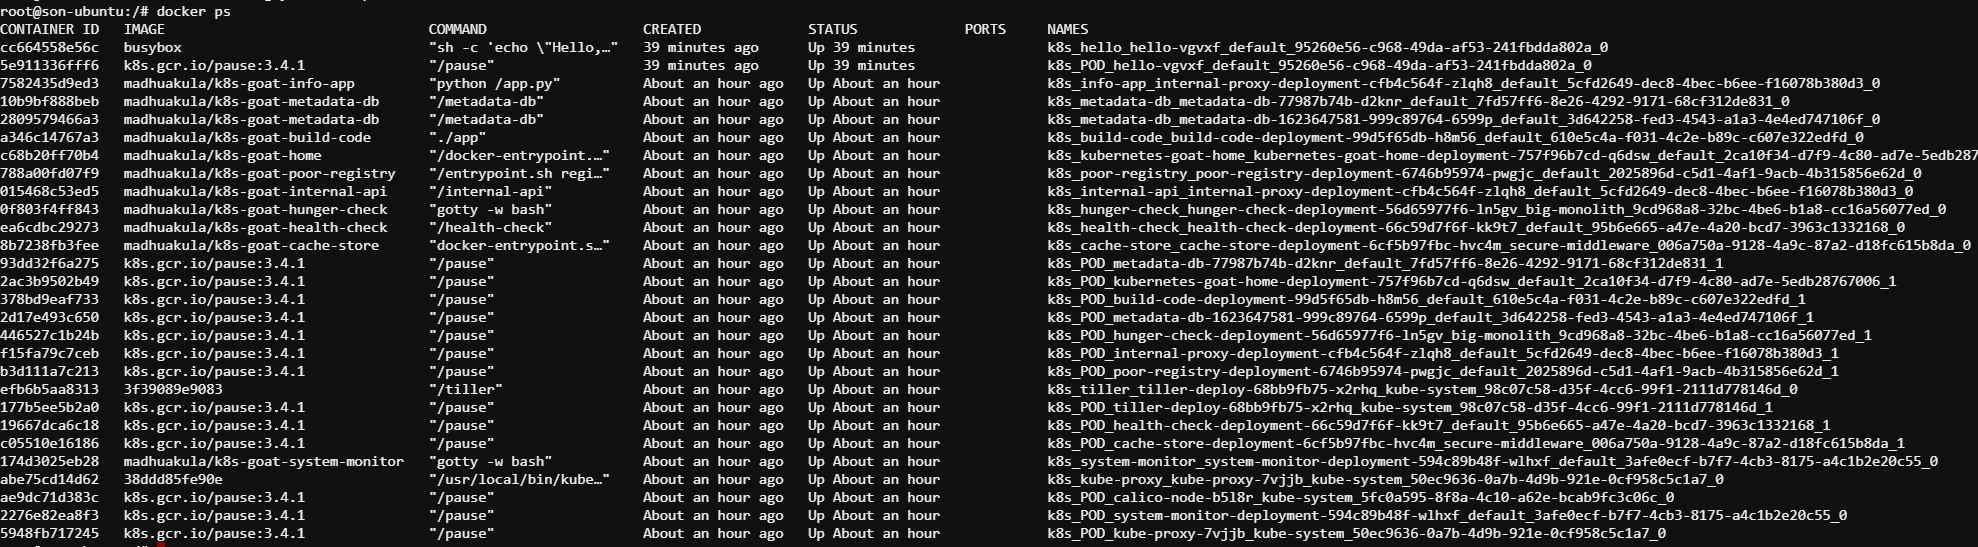 root@son-ubuntu:/# docker ps
CONTAINER ID   IMAGE                               COMMAND                  CREATED             STATUS             PORTS     NAMES
cc664558e56c   busybox                             "sh -c 'echo \"Hello,…"   39 minutes ago      Up 39 minutes                k8s_hello_hello-vgvxf_default_95260e56-c968-49da-af53-241fbdda802a_0
5e911336fff6   k8s.gcr.io/pause:3.4.1              "/pause"                 39 minutes ago      Up 39 minutes                k8s_POD_hello-vgvxf_default_95260e56-c968-49da-af53-241fbdda802a_0
7582435d9ed3   madhuakula/k8s-goat-info-app        "python /app.py"         About an hour ago   Up About an hour             k8s_info-app_internal-proxy-deployment-cfb4c564f-zlqh8_default_5cfd2649-dec8-4bec-b6ee-f16078b380d3_0
10b9bf888beb   madhuakula/k8s-goat-metadata-db     "/metadata-db"           About an hour ago   Up About an hour             k8s_metadata-db_metadata-db-77987b74b-d2knr_default_7fd57ff6-8e26-4292-9171-68cf312de831_0
2809579466a3   madhuakula/k8s-goat-metadata-db     "/metadata-db"           About an hour ago   Up About an hour             k8s_metadata-db_metadata-db-1623647581-999c89764-6599p_default_3d642258-fed3-4543-a1a3-4e4ed747106f_0
a346c14767a3   madhuakula/k8s-goat-build-code      "./app"                  About an hour ago   Up About an hour             k8s_build-code_build-code-deployment-99d5f65db-h8m56_default_610e5c4a-f031-4c2e-b89c-c607e322edfd_0
c68b20ff70b4   madhuakula/k8s-goat-home            "/docker-entrypoint.…"   About an hour ago   Up About an hour             k8s_kubernetes-goat-home_kubernetes-goat-home-deployment-757f96b7cd-q6dsw_default_2ca10f34-d7f9-4c80-ad7e-5edb287
788a00fd07f9   madhuakula/k8s-goat-poor-registry   "/entrypoint.sh regi…"   About an hour ago   Up About an hour             k8s_poor-registry_poor-registry-deployment-6746b95974-pwgjc_default_2025896d-c5d1-4af1-9acb-4b315856e62d_0
015468c53ed5   madhuakula/k8s-goat-internal-api    "/internal-api"          About an hour ago   Up About an hour             k8s_internal-api_internal-proxy-deployment-cfb4c564f-zlqh8_default_5cfd2649-dec8-4bec-b6ee-f16078b380d3_0
0f803f4ff843   madhuakula/k8s-goat-hunger-check    "gotty -w bash"          About an hour ago   Up About an hour             k8s_hunger-check_hunger-check-deployment-56d65977f6-ln5gv_big-monolith_9cd968a8-32bc-4be6-b1a8-cc16a56077ed_0
ea6cdbc29273   madhuakula/k8s-goat-health-check    "/health-check"          About an hour ago   Up About an hour             k8s_health-check_health-check-deployment-66c59d7f6f-kk9t7_default_95b6e665-a47e-4a20-bcd7-3963c1332168_0
8b7238fb3fee   madhuakula/k8s-goat-cache-store     "docker-entrypoint.s…"   About an hour ago   Up About an hour             k8s_cache-store_cache-store-deployment-6cf5b97fbc-hvc4m_secure-middleware_006a750a-9128-4a9c-87a2-d18fc615b8da_0
93dd32f6a275   k8s.gcr.io/pause:3.4.1              "/pause"                 About an hour ago   Up About an hour             k8s_POD_metadata-db-77987b74b-d2knr_default_7fd57ff6-8e26-4292-9171-68cf312de831_1
2ac3b9502b49   k8s.gcr.io/pause:3.4.1              "/pause"                 About an hour ago   Up About an hour             k8s_POD_kubernetes-goat-home-deployment-757f96b7cd-q6dsw_default_2ca10f34-d7f9-4c80-ad7e-5edb28767006_1
378bd9eaf733   k8s.gcr.io/pause:3.4.1              "/pause"                 About an hour ago   Up About an hour             k8s_POD_build-code-deployment-99d5f65db-h8m56_default_610e5c4a-f031-4c2e-b89c-c607e322edfd_1
2d17e493c650   k8s.gcr.io/pause:3.4.1              "/pause"                 About an hour ago   Up About an hour             k8s_POD_metadata-db-1623647581-999c89764-6599p_default_3d642258-fed3-4543-a1a3-4e4ed747106f_1
446527c1b24b   k8s.gcr.io/pause:3.4.1              "/pause"                 About an hour ago   Up About an hour             k8s_POD_hunger-check-deployment-56d65977f6-ln5gv_big-monolith_9cd968a8-32bc-4be6-b1a8-cc16a56077ed_1
f15fa79c7ceb   k8s.gcr.io/pause:3.4.1              "/pause"                 About an hour ago   Up About an hour             k8s_POD_internal-proxy-deployment-cfb4c564f-zlqh8_default_5cfd2649-dec8-4bec-b6ee-f16078b380d3_1
b3d111a7c213   k8s.gcr.io/pause:3.4.1              "/pause"                 About an hour ago   Up About an hour             k8s_POD_poor-registry-deployment-6746b95974-pwgjc_default_2025896d-c5d1-4af1-9acb-4b315856e62d_1
efb6b5aa8313   3f39089e9083                        "/tiller"                About an hour ago   Up About an hour             k8s_tiller_tiller-deploy-68bb9fb75-x2rhq_kube-system_98c07c58-d35f-4cc6-99f1-2111d778146d_0
177b5ee5b2a0   k8s.gcr.io/pause:3.4.1              "/pause"                 About an hour ago   Up About an hour             k8s_POD_tiller-deploy-68bb9fb75-x2rhq_kube-system_98c07c58-d35f-4cc6-99f1-2111d778146d_1
19667dca6c18   k8s.gcr.io/pause:3.4.1              "/pause"                 About an hour ago   Up About an hour             k8s_POD_health-check-deployment-66c59d7f6f-kk9t7_default_95b6e665-a47e-4a20-bcd7-3963c1332168_1
c05510e16186   k8s.gcr.io/pause:3.4.1              "/pause"                 About an hour ago   Up About an hour             k8s_POD_cache-store-deployment-6cf5b97fbc-hvc4m_secure-middleware_006a750a-9128-4a9c-87a2-d18fc615b8da_1
174d3025eb28   madhuakula/k8s-goat-system-monitor   "gotty -w bash"          About an hour ago   Up About an hour             k8s_system-monitor_system-monitor-deployment-594c89b48f-wlhxf_default_3afe0ecf-b7f7-4cb3-8175-a4c1b2e20c55_0
abe75cd14d62   38ddd85fe90e                        "/usr/local/bin/kube…"   About an hour ago   Up About an hour             k8s_kube-proxy_kube-proxy-7vjjb_kube-system_50ec9636-0a7b-4d9b-921e-0cf958c5c1a7_0
ae9dc71d383c   k8s.gcr.io/pause:3.4.1              "/pause"                 About an hour ago   Up About an hour             k8s_POD_calico-node-b5l8r_kube-system_5fc0a595-8f8a-4c10-a62e-bcab9fc3c06c_0
2276e82ea8f3   k8s.gcr.io/pause:3.4.1              "/pause"                 About an hour ago   Up About an hour             k8s_POD_system-monitor-deployment-594c89b48f-wlhxf_default_3afe0ecf-b7f7-4cb3-8175-a4c1b2e20c55_0
5948fb717245   k8s.gcr.io/pause:3.4.1              "/pause"                 About an hour ago   Up About an hour             k8s_POD_kube-proxy-7vjjb_kube-system_50ec9636-0a7b-4d9b-921e-0cf958c5c1a7_0